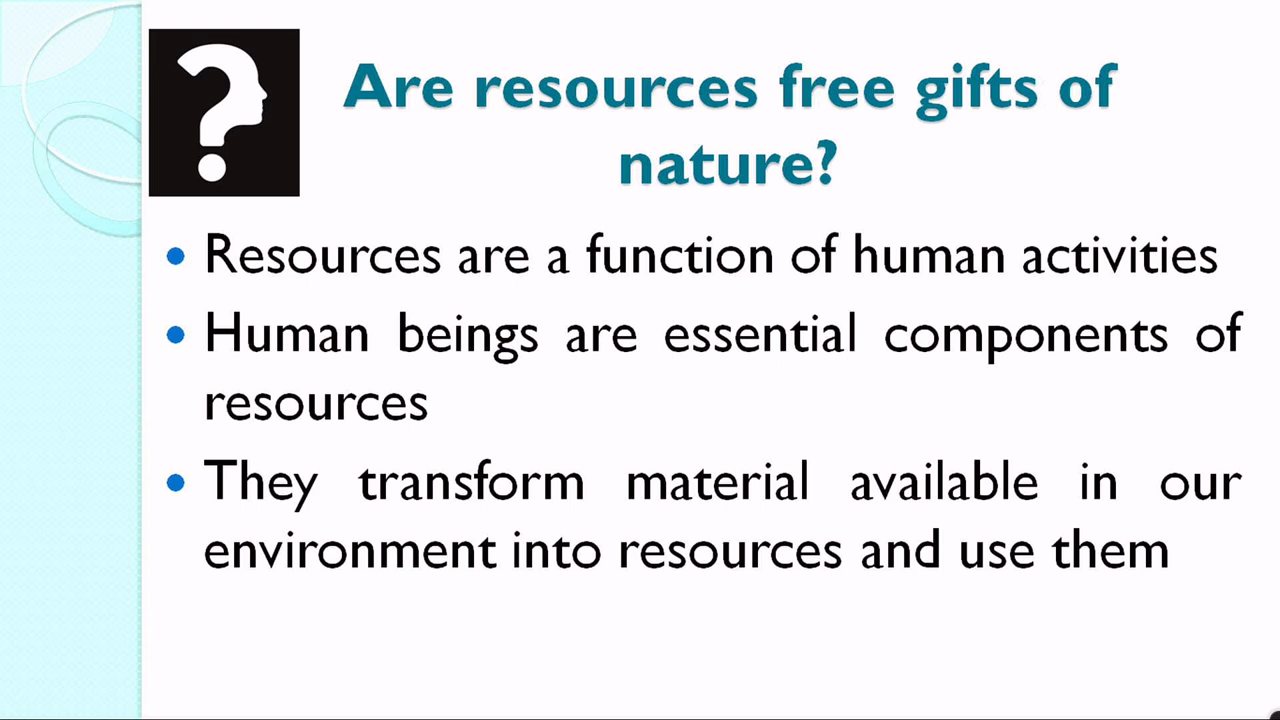 Are resources free gifts of
nature?
• Resources are a function of human activities
• Human beings are essential components of
resources
• They transform material available in our
environment into resources and use them